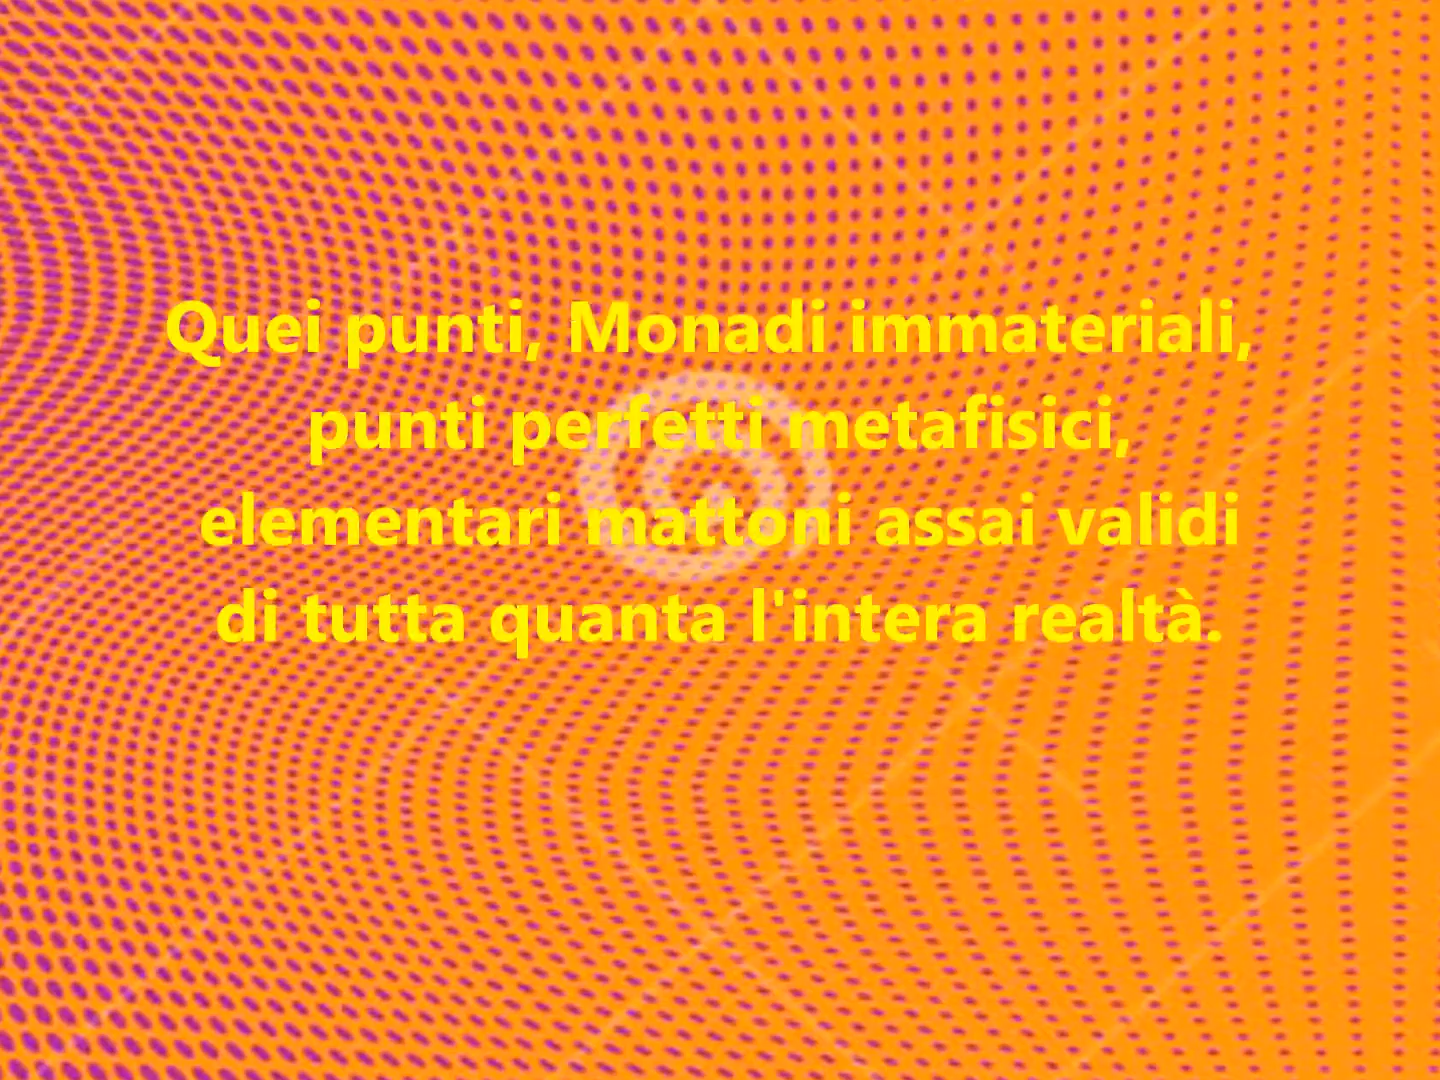 Quei punti, Monadi immateriali,
punti perfetti metafisici,
elementari mattoni assai validi
di tutta quanta l'intera realtà.